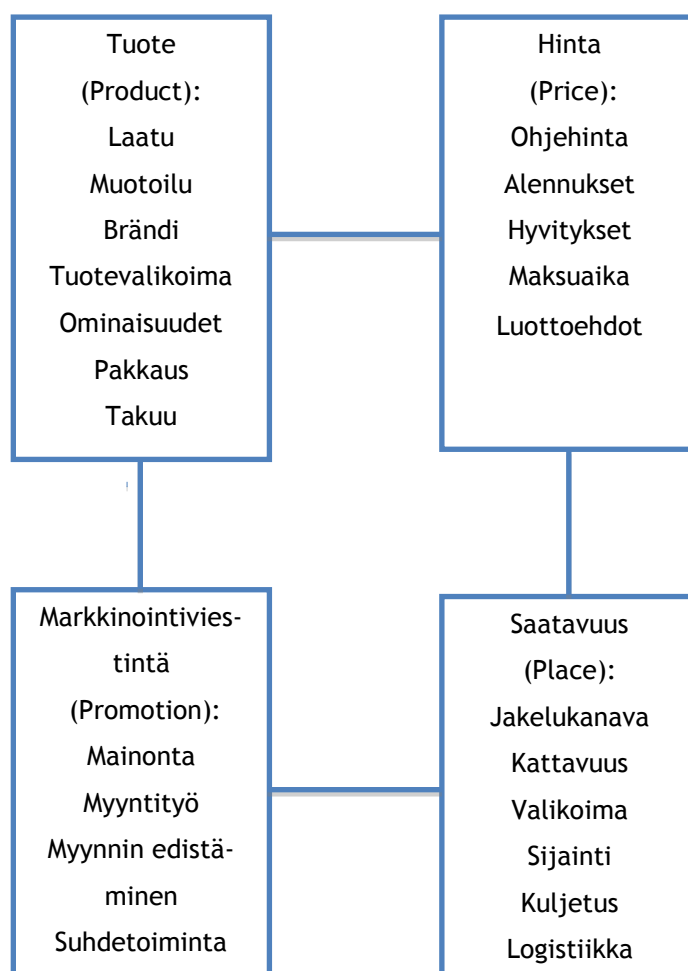 Tuote
(Product):
Laatu
Muotoilu
Brändi
Tuotevalikoima
Ominaisuudet
Pakkaus
Takuu
Hinta
(Price):
Ohjehinta
Alennukset
Hyvitykset
Maksuaika
Luottoehdot
Markkinointivies-
tintä
(Promotion):
Mainonta
Myyntityö
Myynnin edistä-
minen
Suhdetoiminta
Saatavuus
(Place):
Jakelukanava
Kattavuus
Valikoima
Sijainti
Kuljetus
Logistiikka